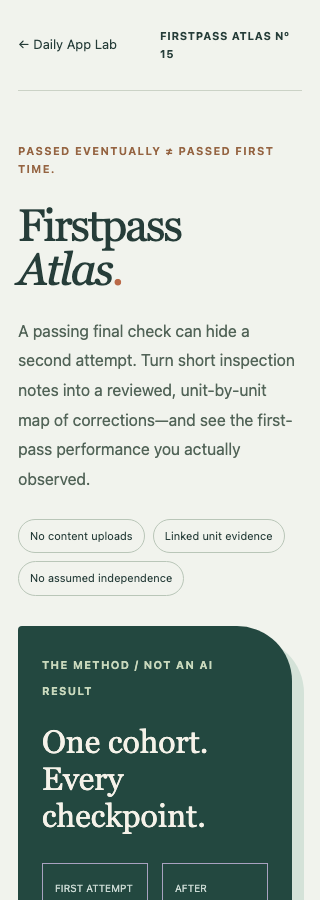 ← Daily App Lab
FIRSTPASS ATLAS Nº
15
PASSED EVENTUALLY ≠ PASSED FIRST
TIME.
Firstpass
Atlas.
A passing final check can hide a
second attempt. Turn short inspection
notes into a reviewed, unit-by-unit
map of corrections—and see the first-
pass performance you actually
observed.
No content uploads
Linked unit evidence
No assumed independence
THE METHOD / NOT AN AI
RESULT
One cohort.
Every
checkpoint.
FIRST ATTEMPT
AFTER